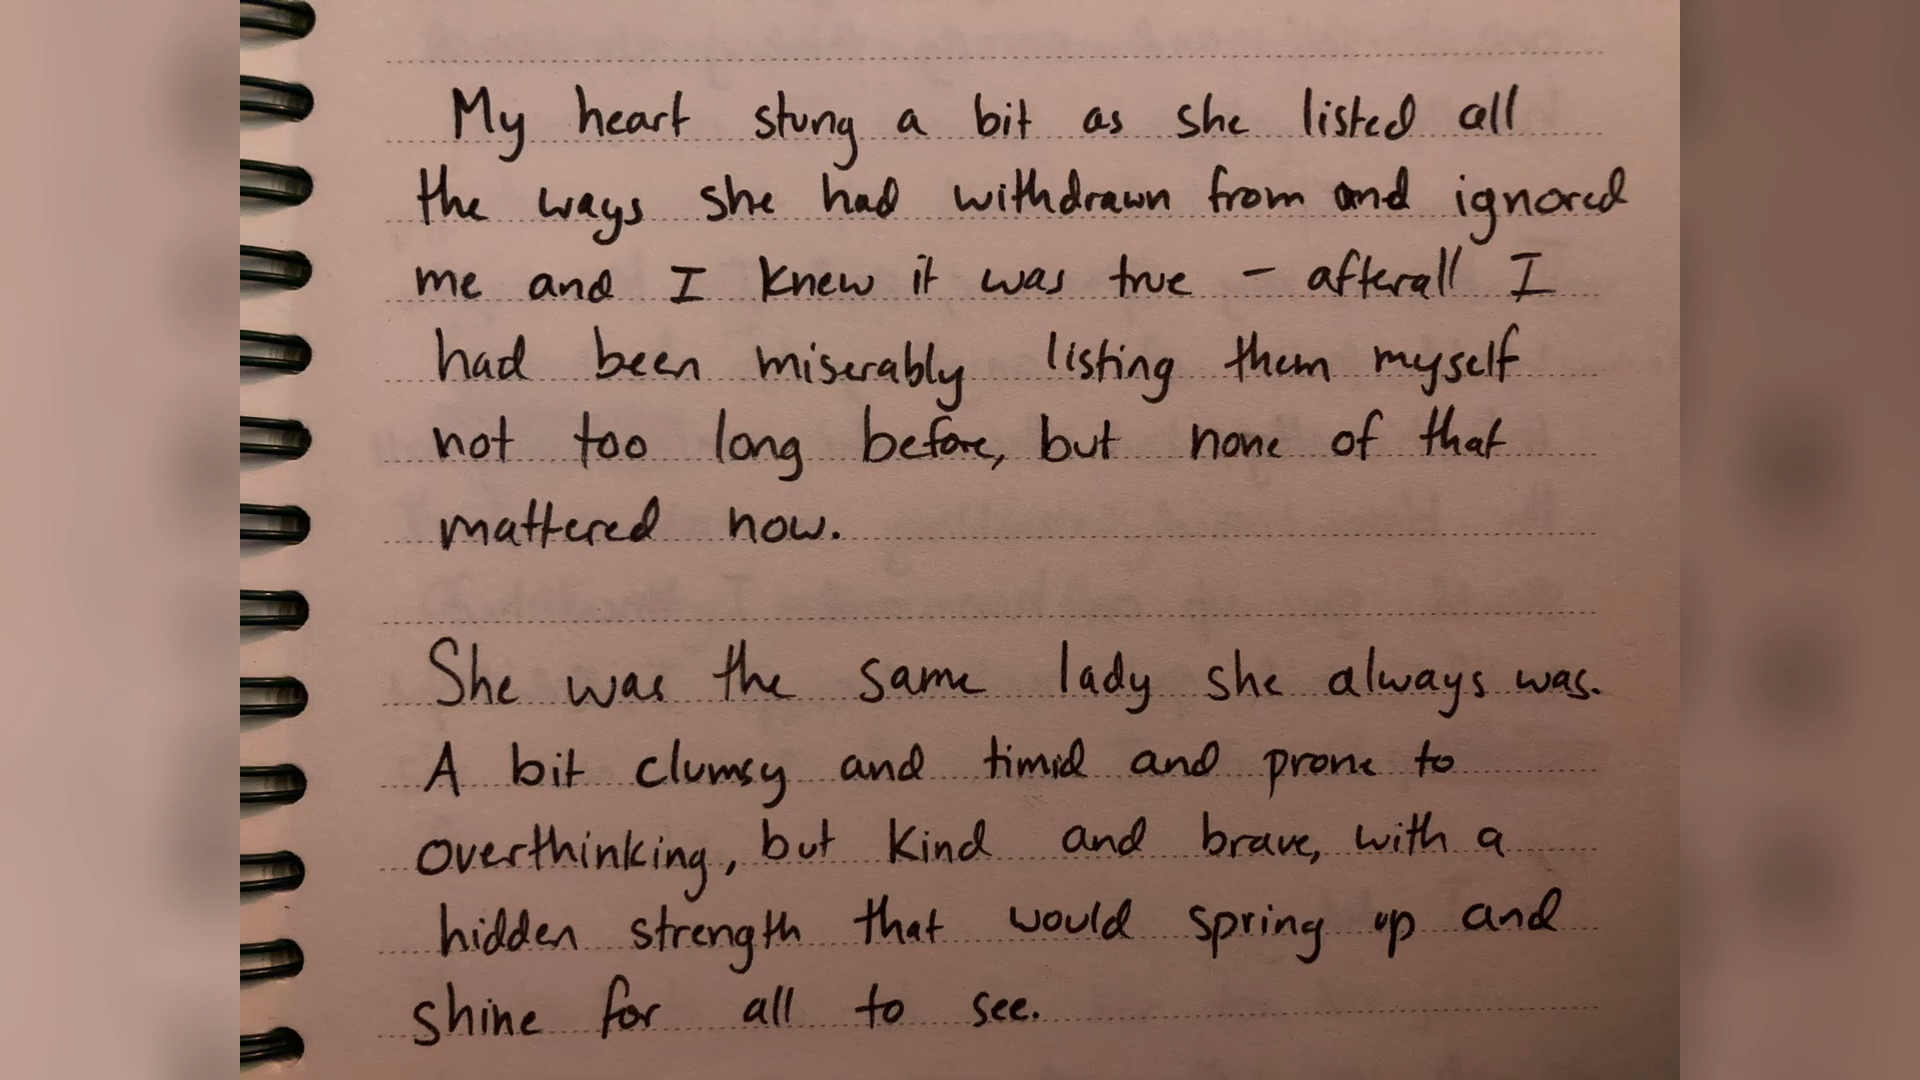 My heart stung a bit as she listed all
the ways she had withdrawn from and ignored
me and I knew it was true - afterall I
had been miserably listing them myself
not too long before, but none of that
mattered now.
She was the same lady she always was.
A bit clumsy and timid and prone to
overthinking, but kind and brave, with a
hidden strength that would spring up and
shine for all to see.